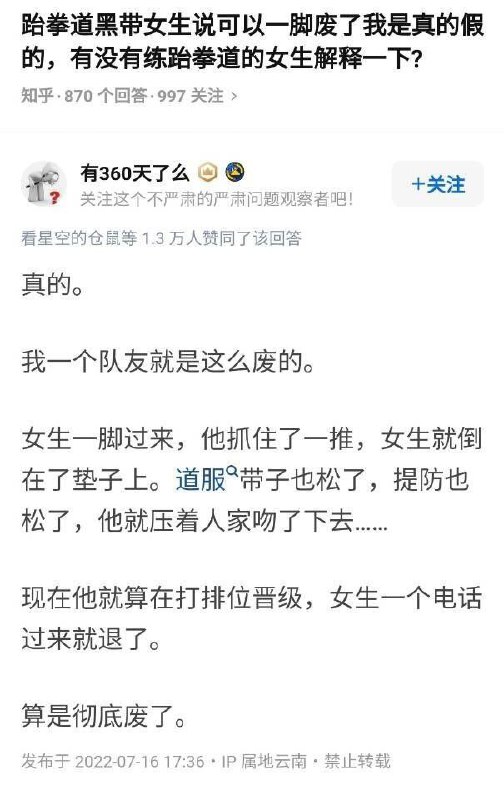 跆拳道黑带女生说可以一脚废了我是真的假
的，有没有练跆拳道的女生解释一下？
知乎·870 个回答·997 关注 >
有360天了么
关注这个不严肃的严肃问题观察者吧！
+关注
看星空的仓鼠等 1.3 万人赞同了该回答
真的。
我一个队友就是这么废的。
女生一脚过来，他抓住了一推，女生就倒
在了垫子上。道服带子也松了，提防也
松了，他就压着人家吻了下去......
现在他就算在打排位晋级，女生一个电话
过来就退了。
算是彻底废了。
发布于 2022-07-16 17:36・IP 属地云南・禁止转载